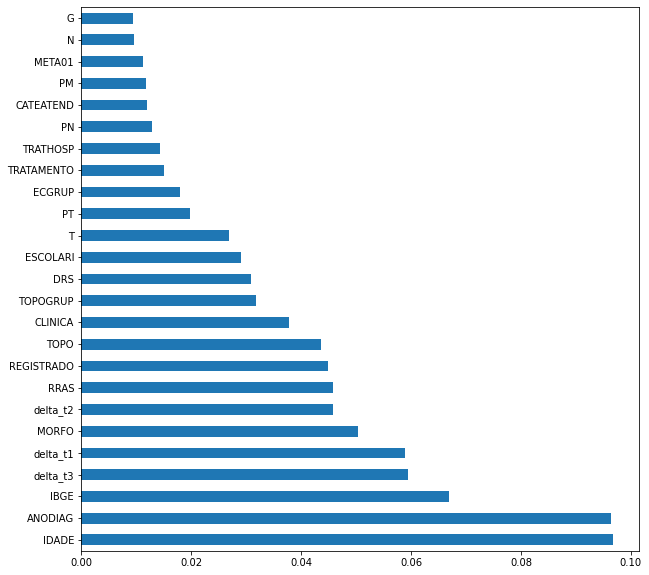 G
N
META01
PM
CATEATEND
PN
TRATHOSP
TRATAMENTO
ECGRUP
PT
T
ESCOLARI
DRS
TOPOGRUP
CLINICA
TOPO
REGISTRADO
RRAS
delta_t2
MORFO
delta_t1
delta_t3
IBGE
ANODIAG
IDADE
0.00 0.02 0.04 0.06 0.08 0.10